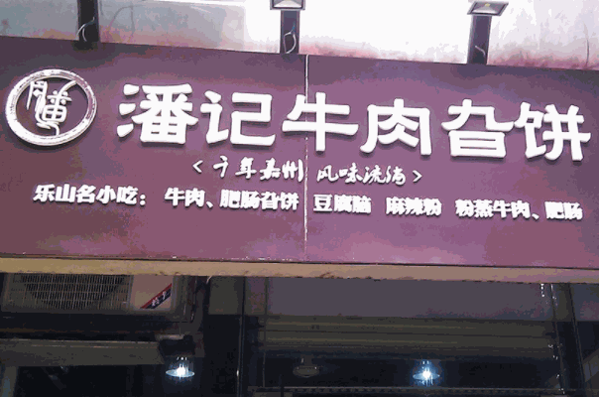 潘记牛肉旮饼
<千年嘉州 风味流>
乐山名小吃: 牛肉、肥肠旮饼 豆腐脑 麻辣粉 粉蒸牛肉、肥肠